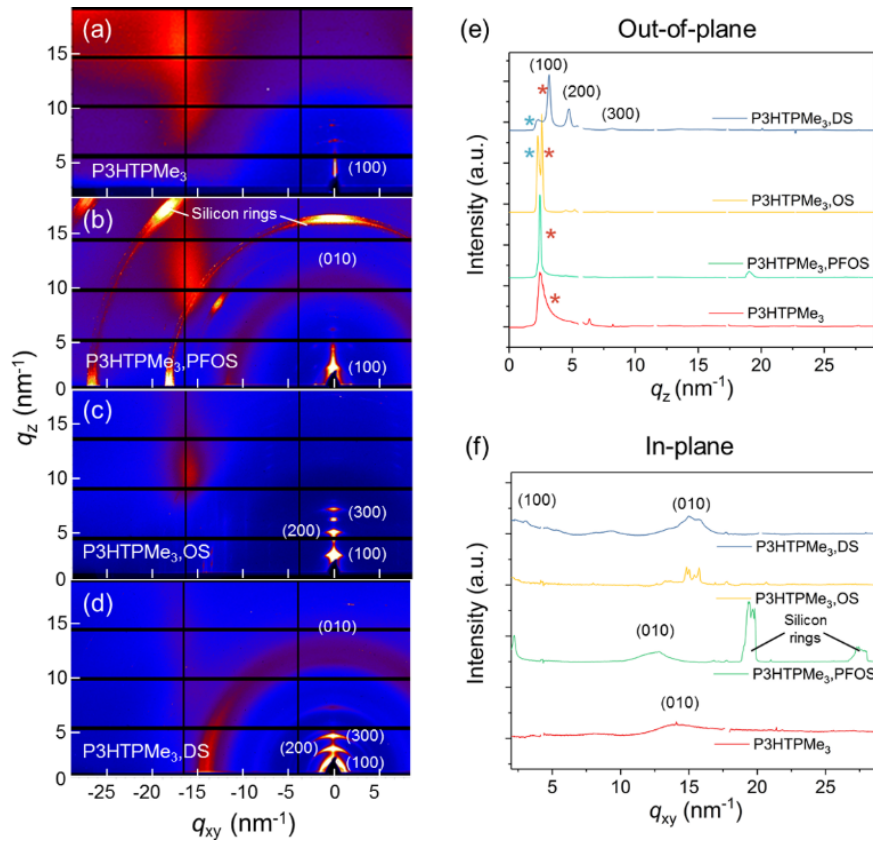 (a)
15
10
5
P3HTPMe₃
(100)
(b)
Silicon rings
15
(010)
10
5
P3HTPMe₃,PFOS
(100)
0
(c)
15
10
(300)
5
(200)
P3HTPMe₃,OS
(100)
0
(d)
15
(010)
10
5
(300)
P3HTPMe₃,DS
(200)
(100)
0
-25 -20 -15 -10 -5 0 5
qz (nm⁻¹)
qxy (nm⁻¹)
(e)
Out-of-plane
(100)
*
(200)
*
(300)
P3HTPMe₃,DS
* *
P3HTPMe₃,OS
*
P3HTPMe₃,PFOS
*
P3HTPMe₃
Intensity (a.u.)
0 5 10 15 20 25
qz (nm⁻¹)
(f)
In-plane
(100)
(010)
P3HTPMe₃,DS
P3HTPMe₃,OS
(010)
Silicon
rings
P3HTPMe₃,PFOS
(010)
P3HTPMe₃
Intensity (a.u.)
5 10 15 20 25
qxy (nm⁻¹)